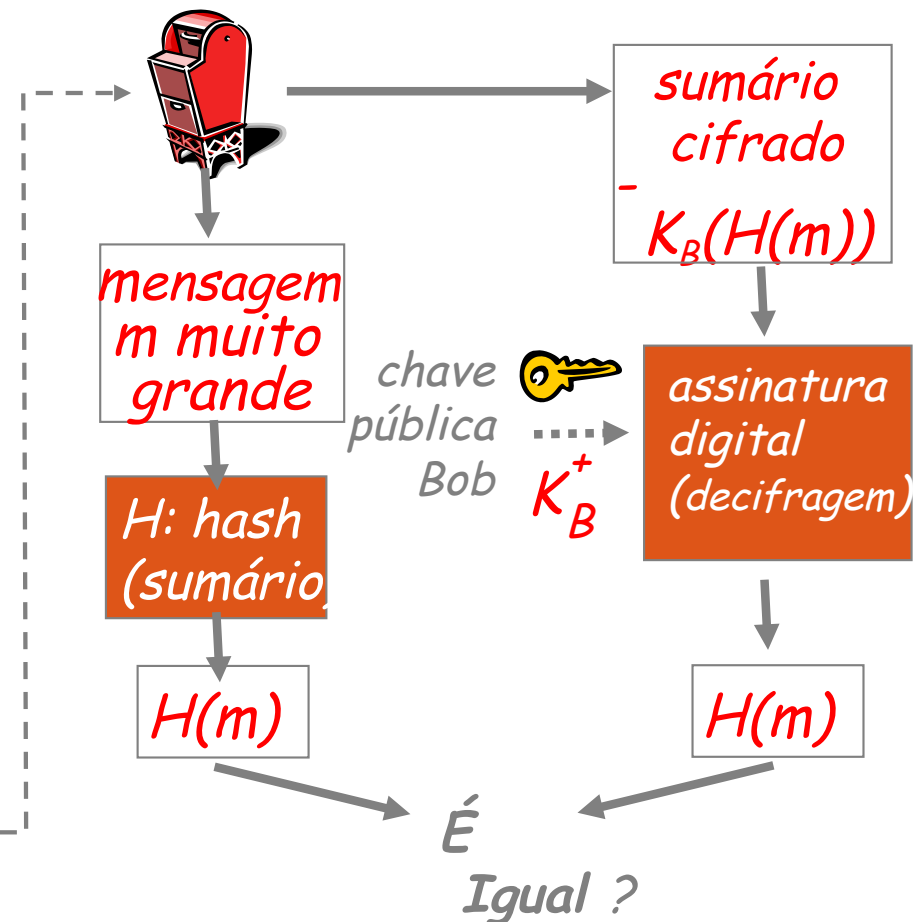 sumário
cifrado
-
K_B(H(m))
mensagem
m muito
grande
chave
pública
Bob
K_B^+
assinatura
digital
(decifragem)
H: hash
(sumário)
H(m)
H(m)
É
Igual ?